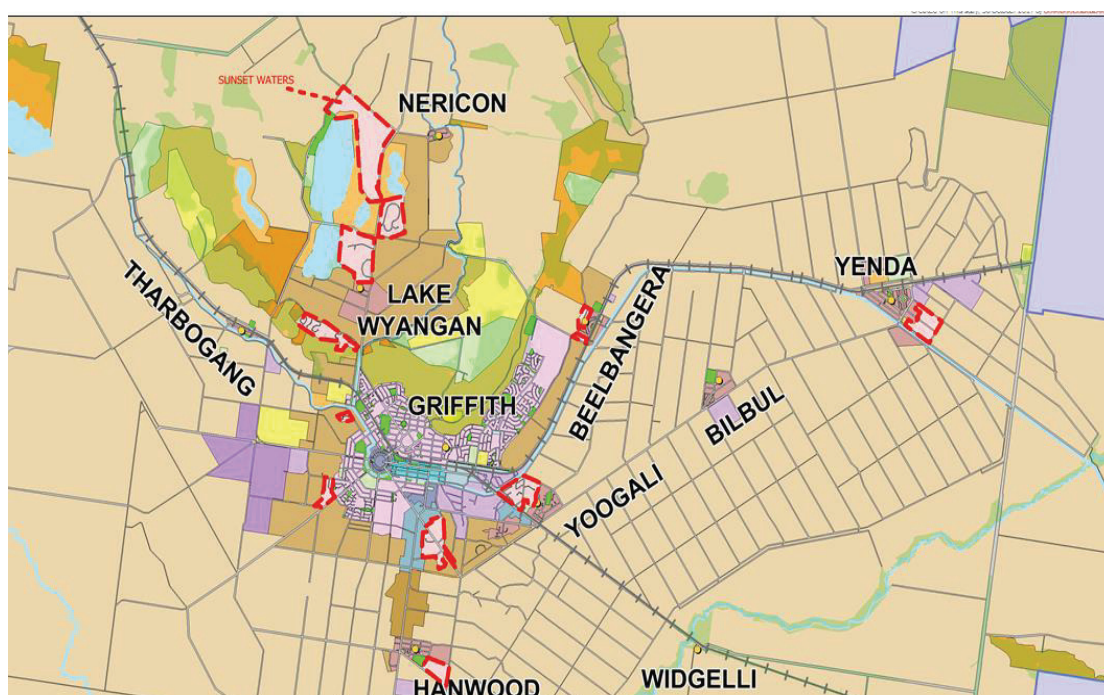 SUNSET WATERS
NERICON
YENDA
THARBOGANG
LAKE
WYANGAN
BEELBANGERA
GRIFFITH
BILBUL
YOOGALI
WIDGELLI
HANWOOD